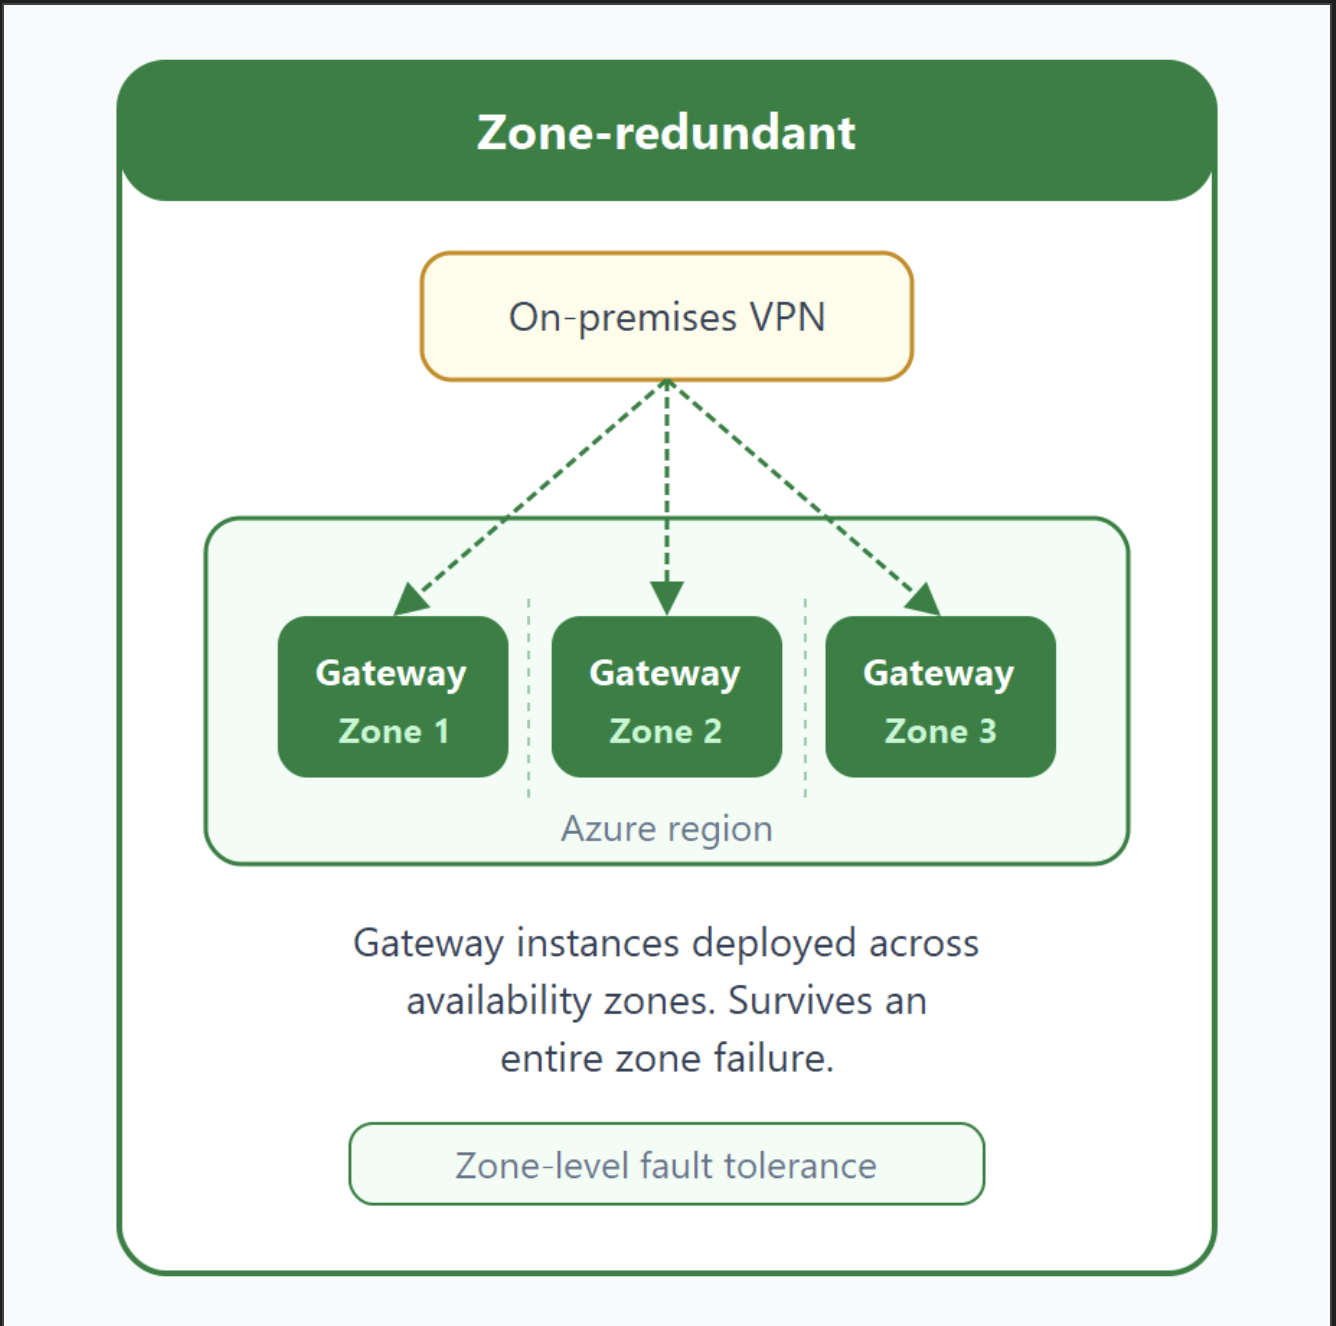 Zone-redundant
On-premises VPN
Gateway
Zone 1
Gateway
Zone 2
Gateway
Zone 3
Azure region
Gateway instances deployed across
availability zones. Survives an
entire zone failure.
Zone-level fault tolerance